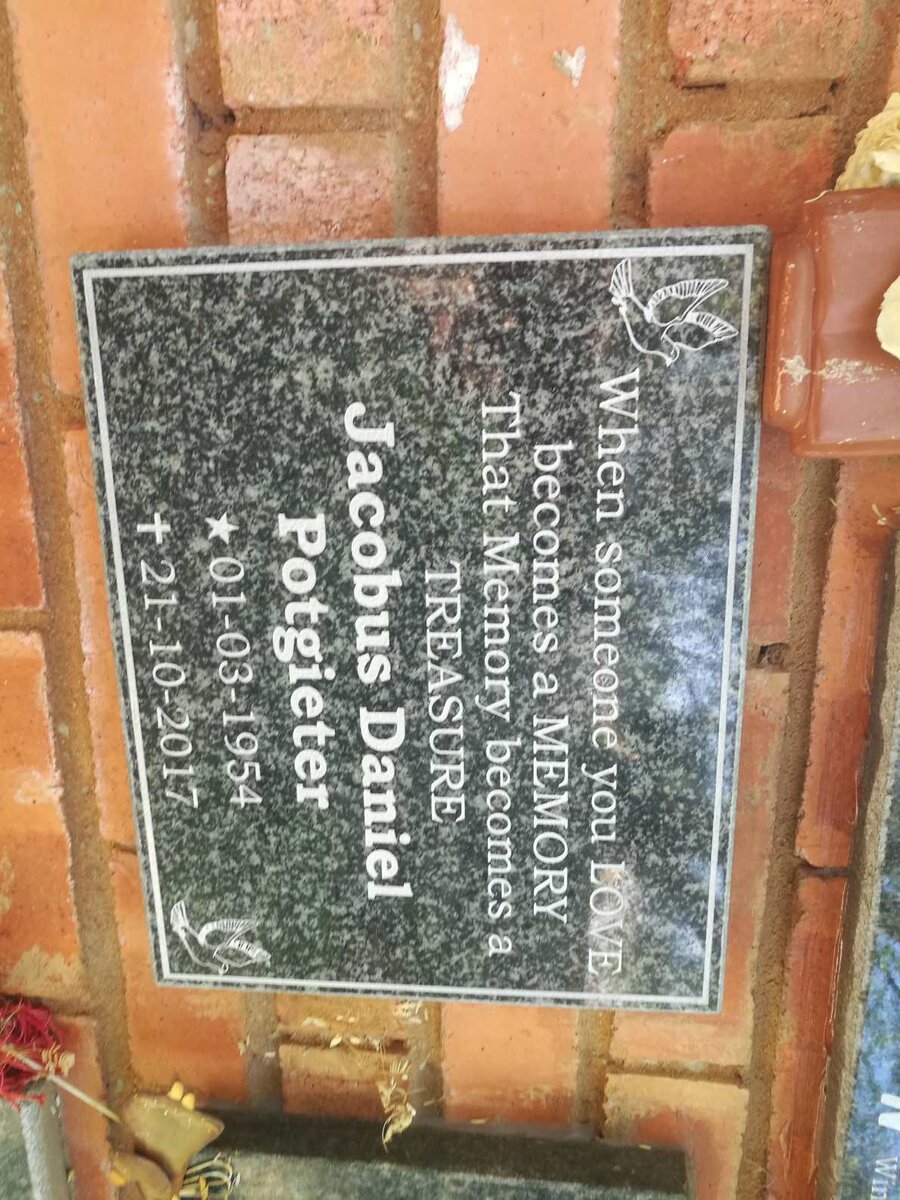 When someone you LOVE
becomes a MEMORY
That Memory becomes a
TREASURE
Jacobus Daniel
Potgieter
★ 01-03-1954
✝ 21-10-2017
Win